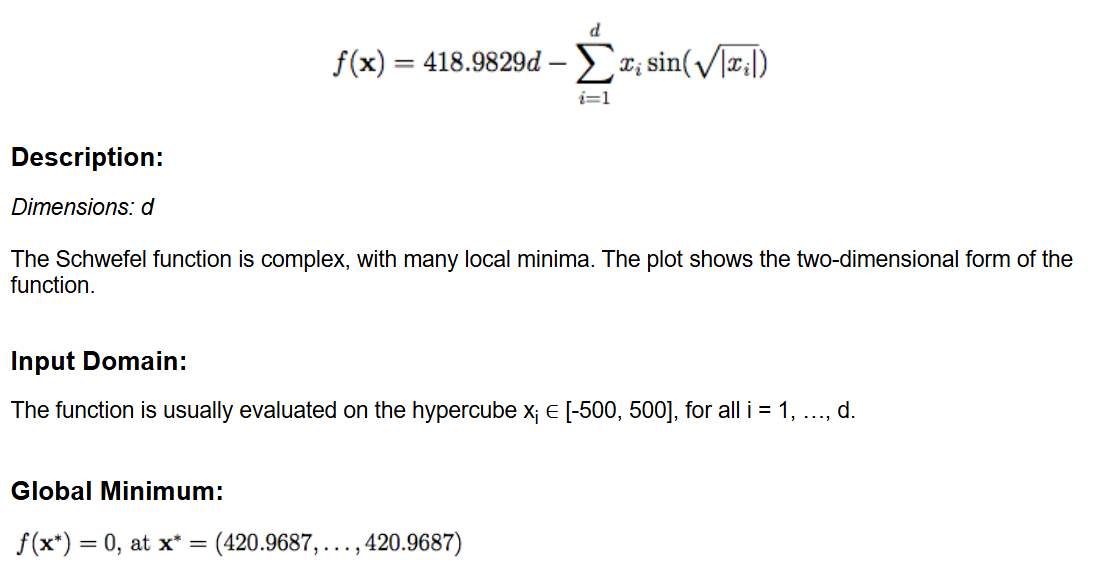 f(x) = 418.9829d − ∑_{i=1}^{d} x_i sin(√|x_i|)
Description:
Dimensions: d
The Schwefel function is complex, with many local minima. The plot shows the two-dimensional form of the
function.
Input Domain:
The function is usually evaluated on the hypercube x_i ∈ [-500, 500], for all i = 1, …, d.
Global Minimum:
f(x*) = 0, at x* = (420.9687, . . . , 420.9687)